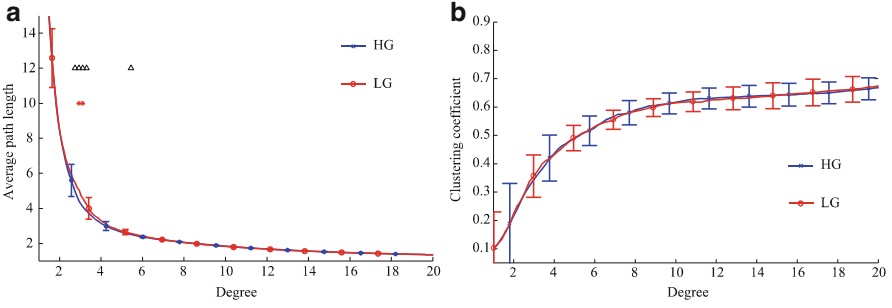 a
14
12
10
8
6
4
2
Average path length
HG
LG
2 4 6 8 10 12 14 16 18 20
Degree
b
0.9
0.8
0.7
0.6
0.5
0.4
0.3
0.2
0.1
Clustering coefficient
HG
LG
2 4 6 8 10 12 14 16 18 20
Degree